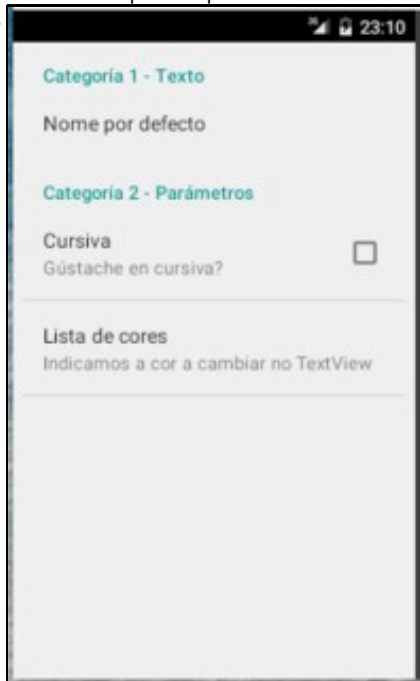 23:10
Categoría 1 - Texto
Nome por defecto
Categoría 2 - Parámetros
Cursiva
Gústache en cursiva?
Lista de cores
Indicamos a cor a cambiar no TextView